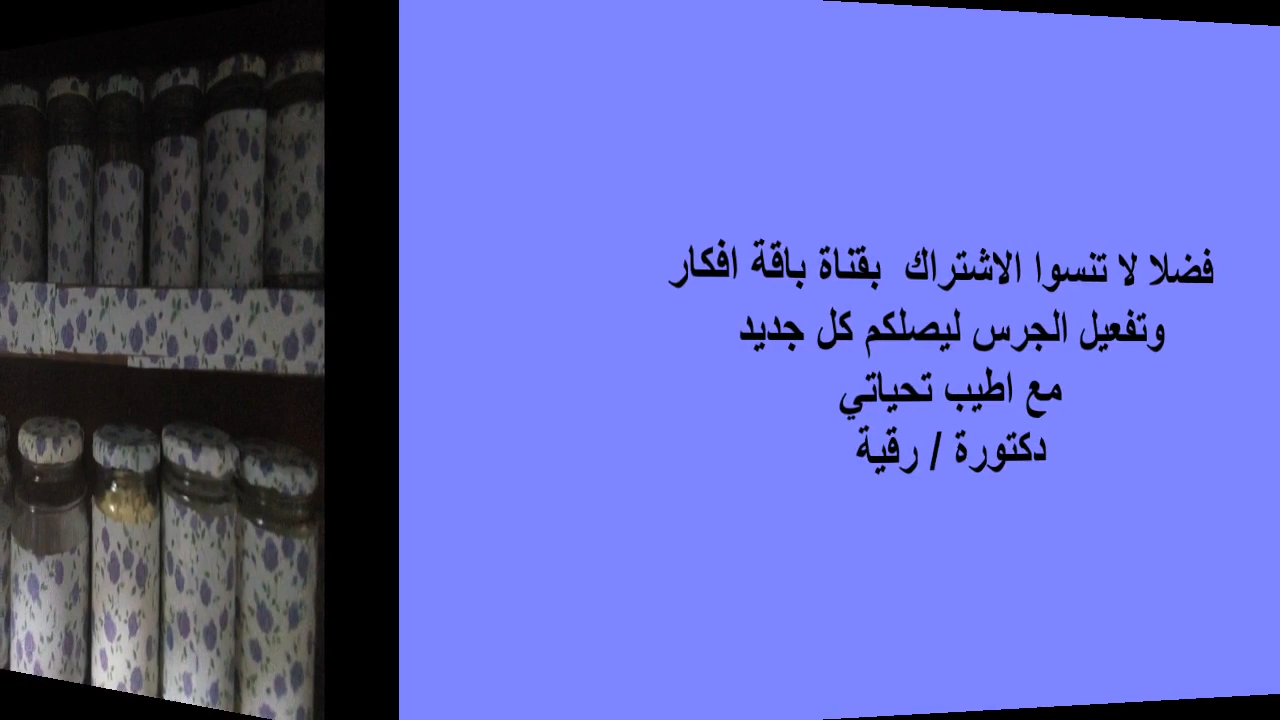 فضلا لا تنسوا الاشتراك بقناة باقة افكار
وتفعيل الجرس ليصلكم كل جديد
مع اطيب تحياتي
دكتورة / رقية